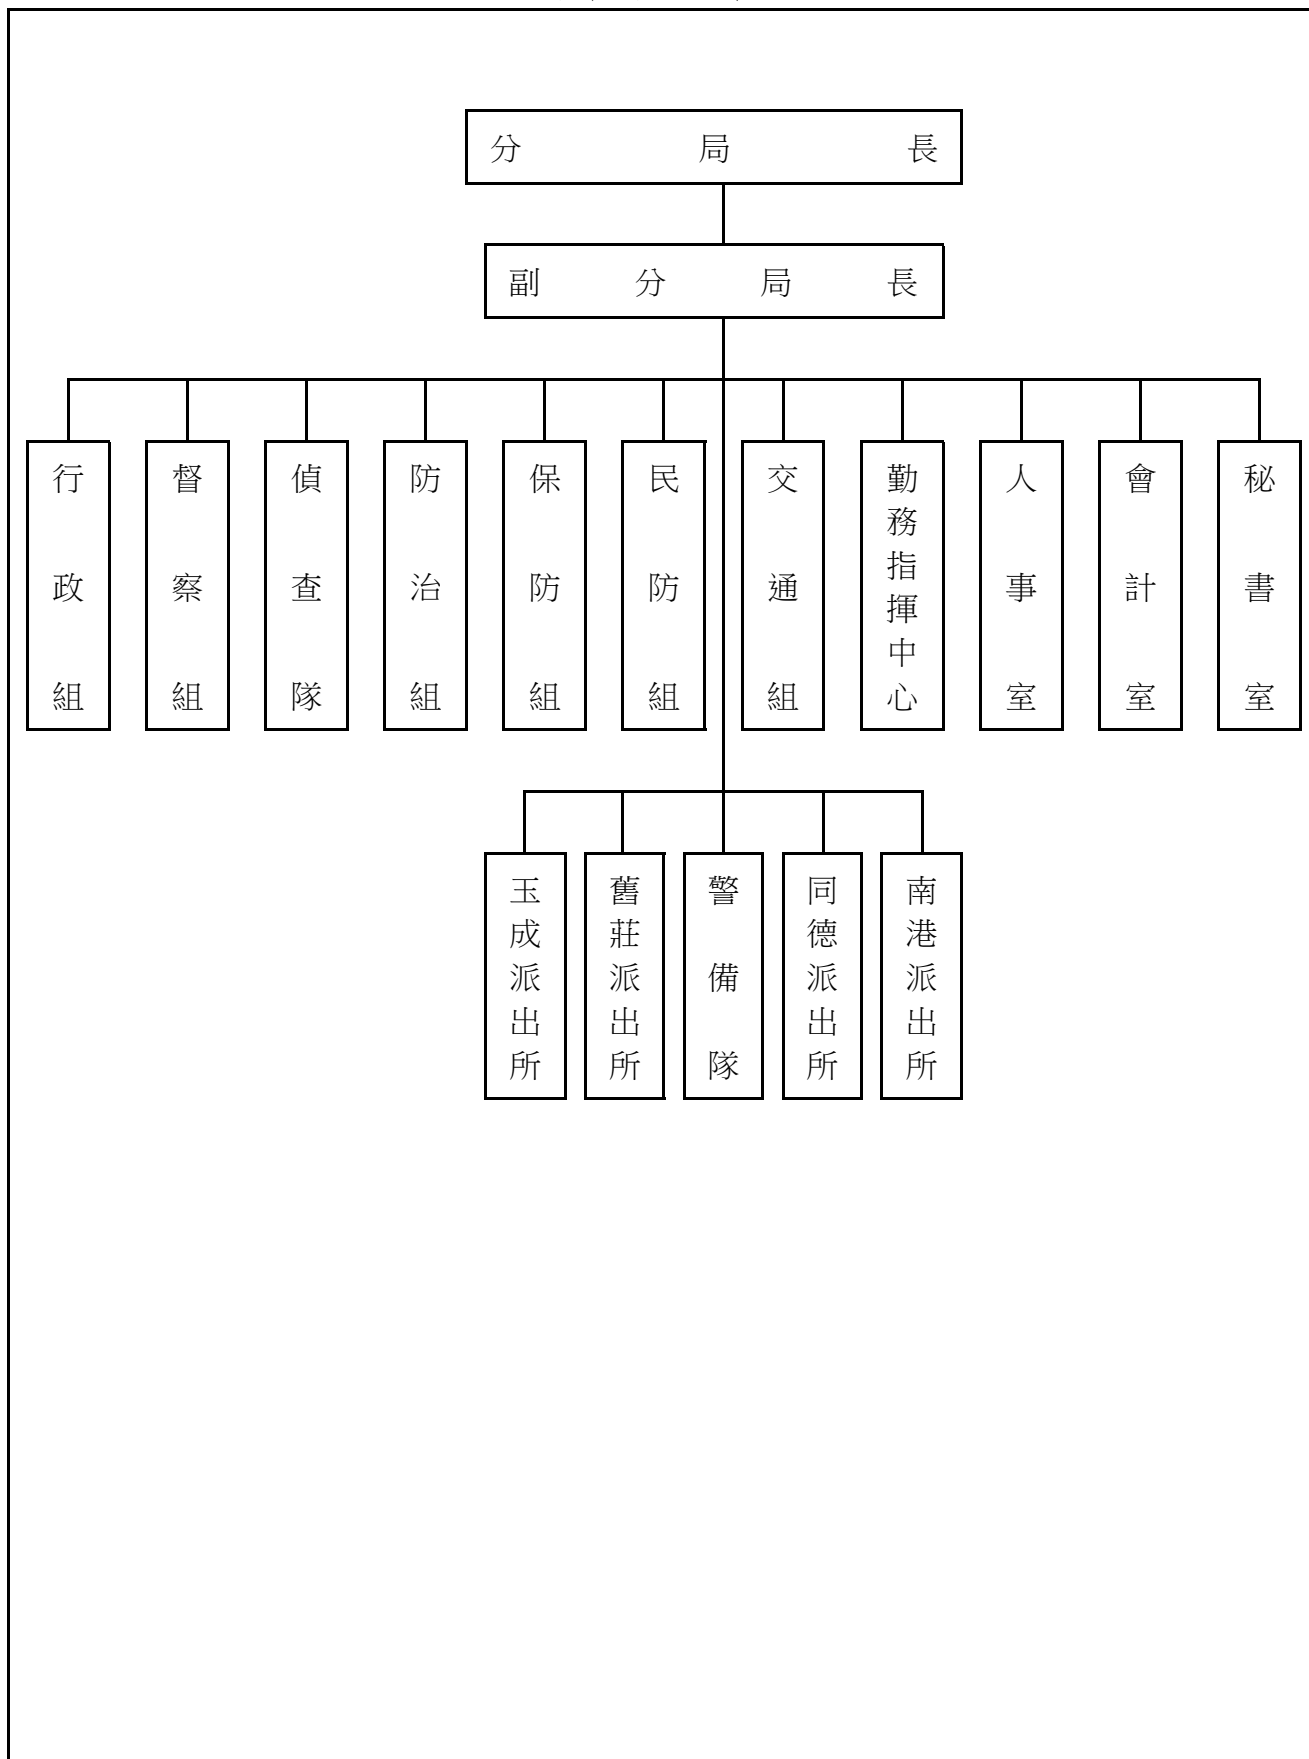 分局長
副分局長
行政組
督察組
偵查隊
防治組
保防組
民防組
交通組
勤務指揮中心
人事室
會計室
秘書室
玉成派出所
舊莊派出所
警備隊
同德派出所
南港派出所